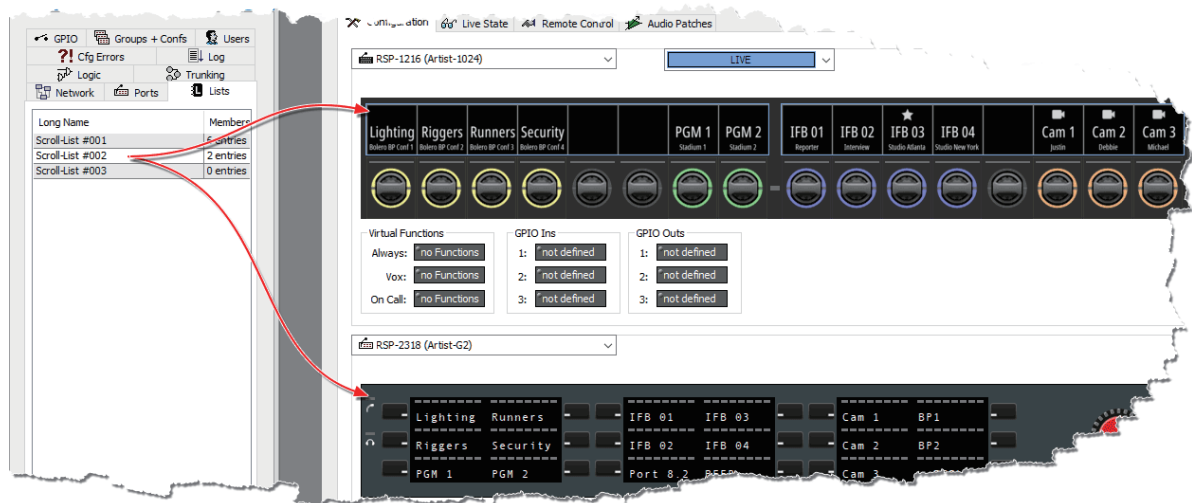 GPIO Groups + Confs Users
Cfg Errors Log
Logic Trunking
Network Ports Lists
Long Name Members
Scroll-List #001 6 entries
Scroll-List #002 2 entries
Scroll-List #003 0 entries
Live State Remote Control Audio Patches
RSP-1216 (Artist-1024) LIVE
Lighting Riggers Runners Security PGM 1 PGM 2 IFB 01 IFB 02 IFB 03 IFB 04 Cam 1 Cam 2 Cam 3
Bolero BP Conf 1 Bolero BP Conf 2 Bolero BP Conf 3 Bolero BP Conf 4 Stadium 1 Stadium 2 Reporter Interview Studio Atlanta Studio New York Justin Debbie Michael
Virtual Functions GPIO Ins GPIO Outs
Always: no Functions 1: not defined 1: not defined
Vox: no Functions 2: not defined 2: not defined
On Call: no Functions 3: not defined 3: not defined
RSP-2318 (Artist-G2)
Lighting Runners IFB 01 IFB 03 Cam 1 BP1
Riggers Security IFB 02 IFB 04 Cam 2 BP2
PGM 1 PGM 2 Port 8.2 Cam 3